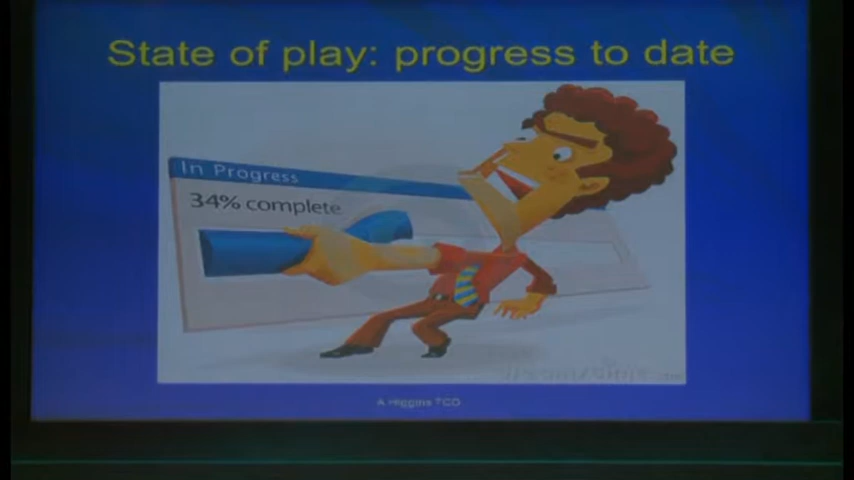 State of play: progress to date
In Progress
34% complete
A Higgins TCD